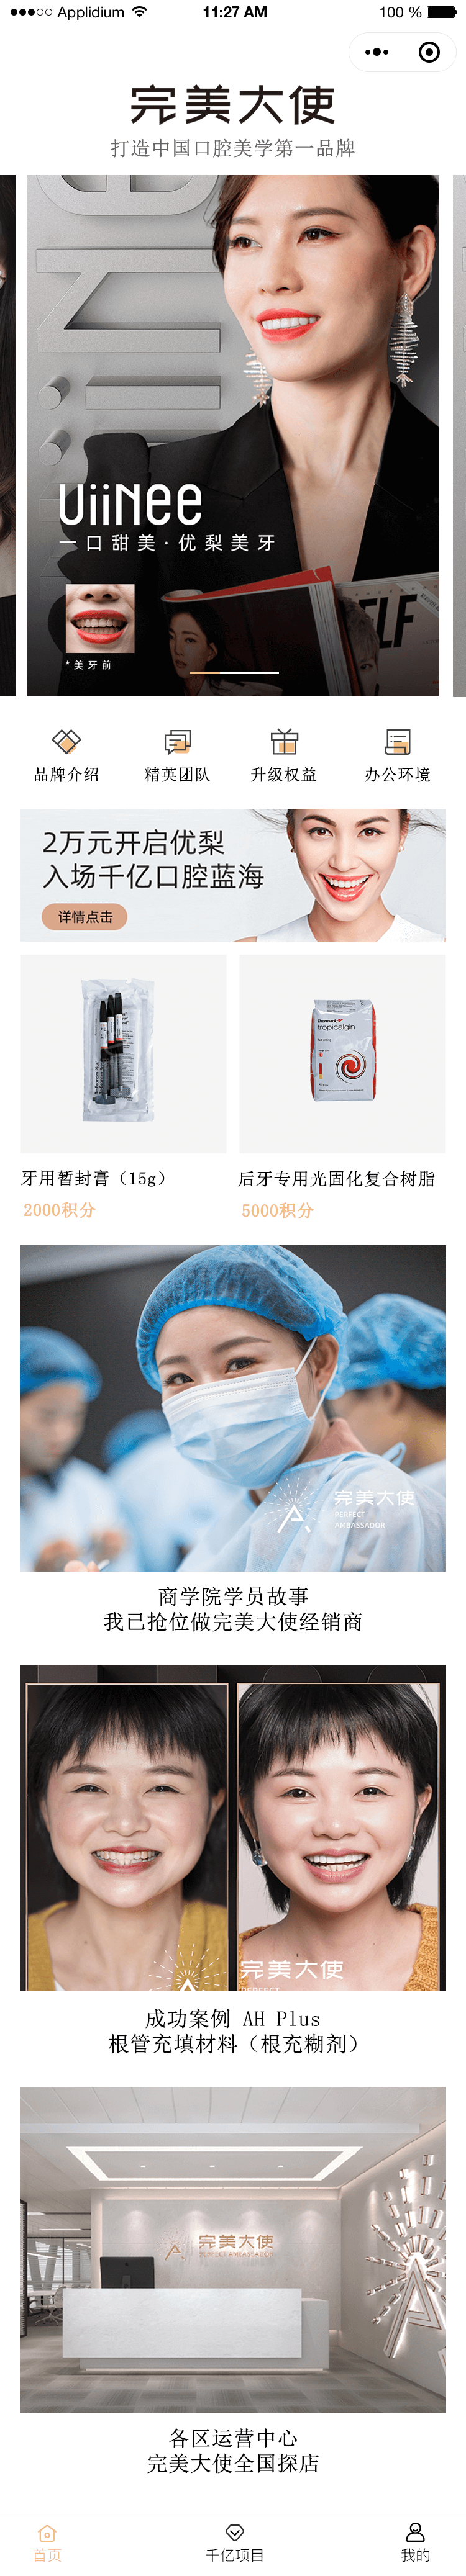 Applidium
11:27 AM
100 %
完美大使
打造中国口腔美学第一品牌
UiiNee
一口甜美·优梨美牙
ELF
*美牙前
品牌介绍
精英团队
升级权益
办公环境
2万元开启优梨
入场千亿口腔蓝海
详情点击
tropicalgin
牙用暂封膏（15g）
后牙专用光固化复合树脂
2000积分
5000积分
完美大使
PERFECT
AMBASSADOR
商学院学员故事
我已抢位做完美大使经销商
完美大使
PERFECT
成功案例 AH Plus
根管充填材料（根充糊剂）
完美大使
PERFECT AMBASSADOR
各区运营中心
完美大使全国探店
首页
千亿项目
我的